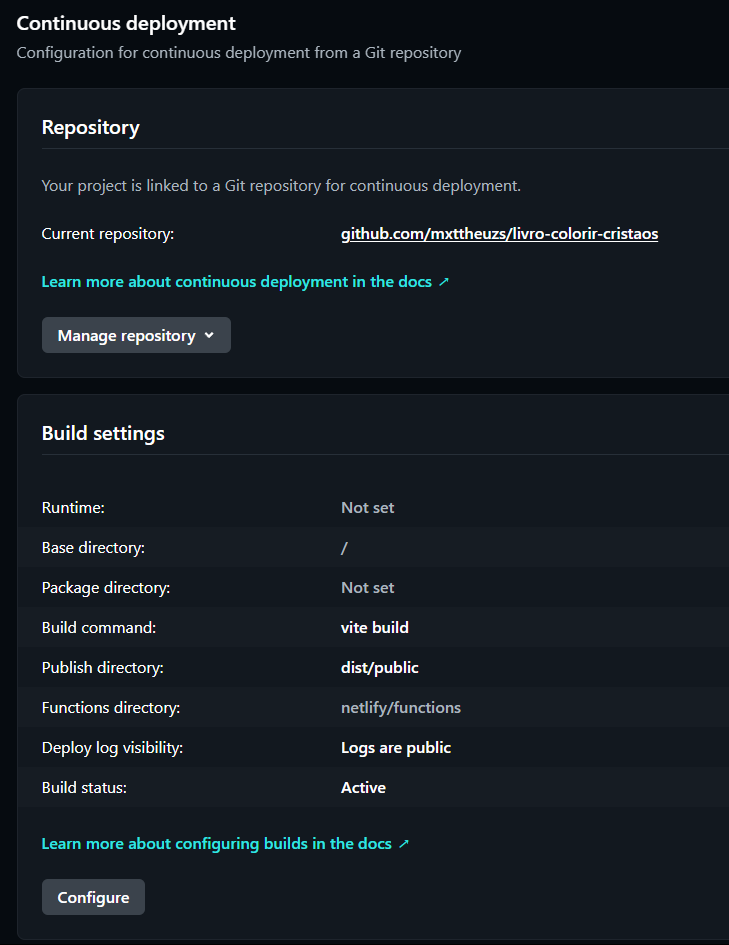 Continuous deployment
Configuration for continuous deployment from a Git repository
Repository
Your project is linked to a Git repository for continuous deployment.
Current repository: github.com/mxttheuzs/livro-colorir-cristaos
Learn more about continuous deployment in the docs ↗
Manage repository
Build settings
Runtime: Not set
Base directory: /
Package directory: Not set
Build command: vite build
Publish directory: dist/public
Functions directory: netlify/functions
Deploy log visibility: Logs are public
Build status: Active
Learn more about configuring builds in the docs ↗
Configure